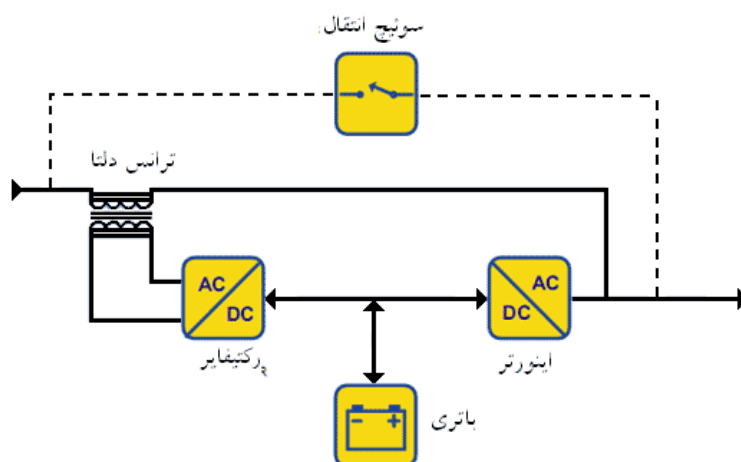 سوئیچ انتقال:
ترانس دلتا
AC
DC
AC
DC
رکتیفایر
اینورتر
باتری